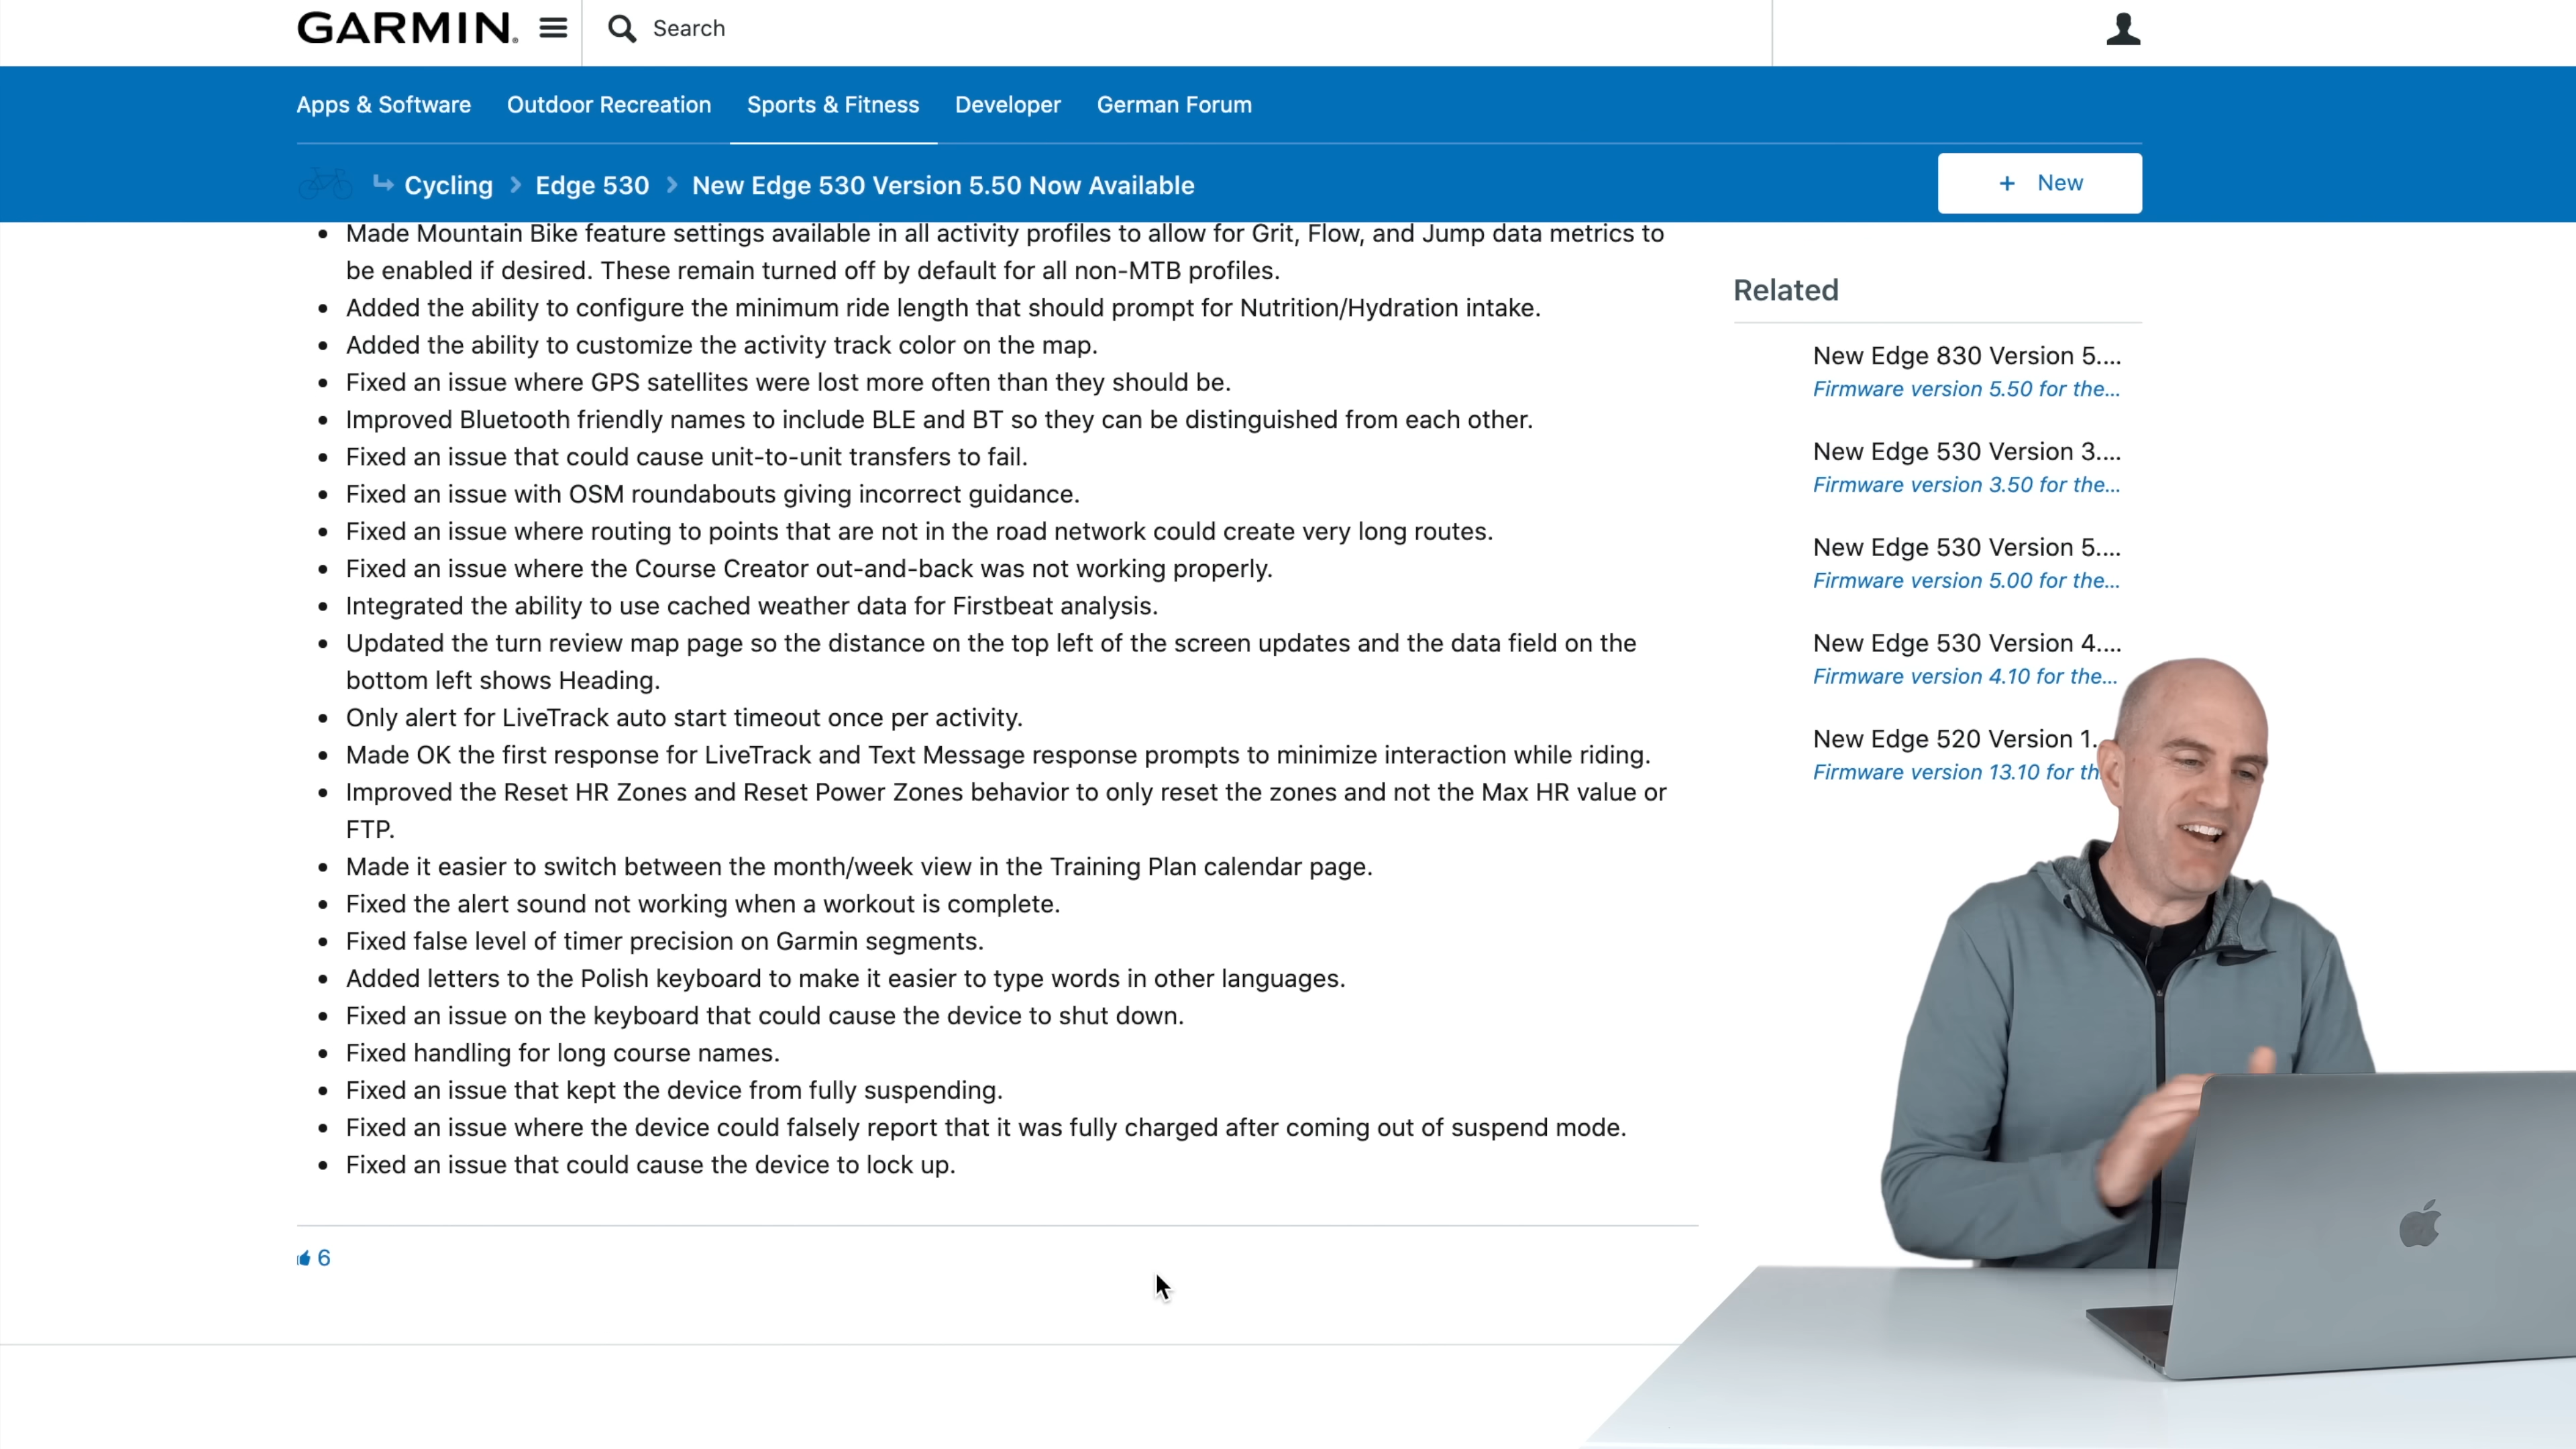 GARMIN.
Search
Apps & Software Outdoor Recreation Sports & Fitness Developer German Forum
Cycling > Edge 530 > New Edge 530 Version 5.50 Now Available
+ New
• Made Mountain Bike feature settings available in all activity profiles to allow for Grit, Flow, and Jump data metrics to
be enabled if desired. These remain turned off by default for all non-MTB profiles.
• Added the ability to configure the minimum ride length that should prompt for Nutrition/Hydration intake.
• Added the ability to customize the activity track color on the map.
• Fixed an issue where GPS satellites were lost more often than they should be.
• Improved Bluetooth friendly names to include BLE and BT so they can be distinguished from each other.
• Fixed an issue that could cause unit-to-unit transfers to fail.
• Fixed an issue with OSM roundabouts giving incorrect guidance.
• Fixed an issue where routing to points that are not in the road network could create very long routes.
• Fixed an issue where the Course Creator out-and-back was not working properly.
• Integrated the ability to use cached weather data for Firstbeat analysis.
• Updated the turn review map page so the distance on the top left of the screen updates and the data field on the
bottom left shows Heading.
• Only alert for LiveTrack auto start timeout once per activity.
• Made OK the first response for LiveTrack and Text Message response prompts to minimize interaction while riding.
• Improved the Reset HR Zones and Reset Power Zones behavior to only reset the zones and not the Max HR value or
FTP.
• Made it easier to switch between the month/week view in the Training Plan calendar page.
• Fixed the alert sound not working when a workout is complete.
• Fixed false level of timer precision on Garmin segments.
• Added letters to the Polish keyboard to make it easier to type words in other languages.
• Fixed an issue on the keyboard that could cause the device to shut down.
• Fixed handling for long course names.
• Fixed an issue that kept the device from fully suspending.
• Fixed an issue where the device could falsely report that it was fully charged after coming out of suspend mode.
• Fixed an issue that could cause the device to lock up.
6
Related
New Edge 830 Version 5....
Firmware version 5.50 for the...
New Edge 530 Version 3....
Firmware version 3.50 for the...
New Edge 530 Version 5....
Firmware version 5.00 for the...
New Edge 530 Version 4....
Firmware version 4.10 for the...
New Edge 520 Version 1.
Firmware version 13.10 for th